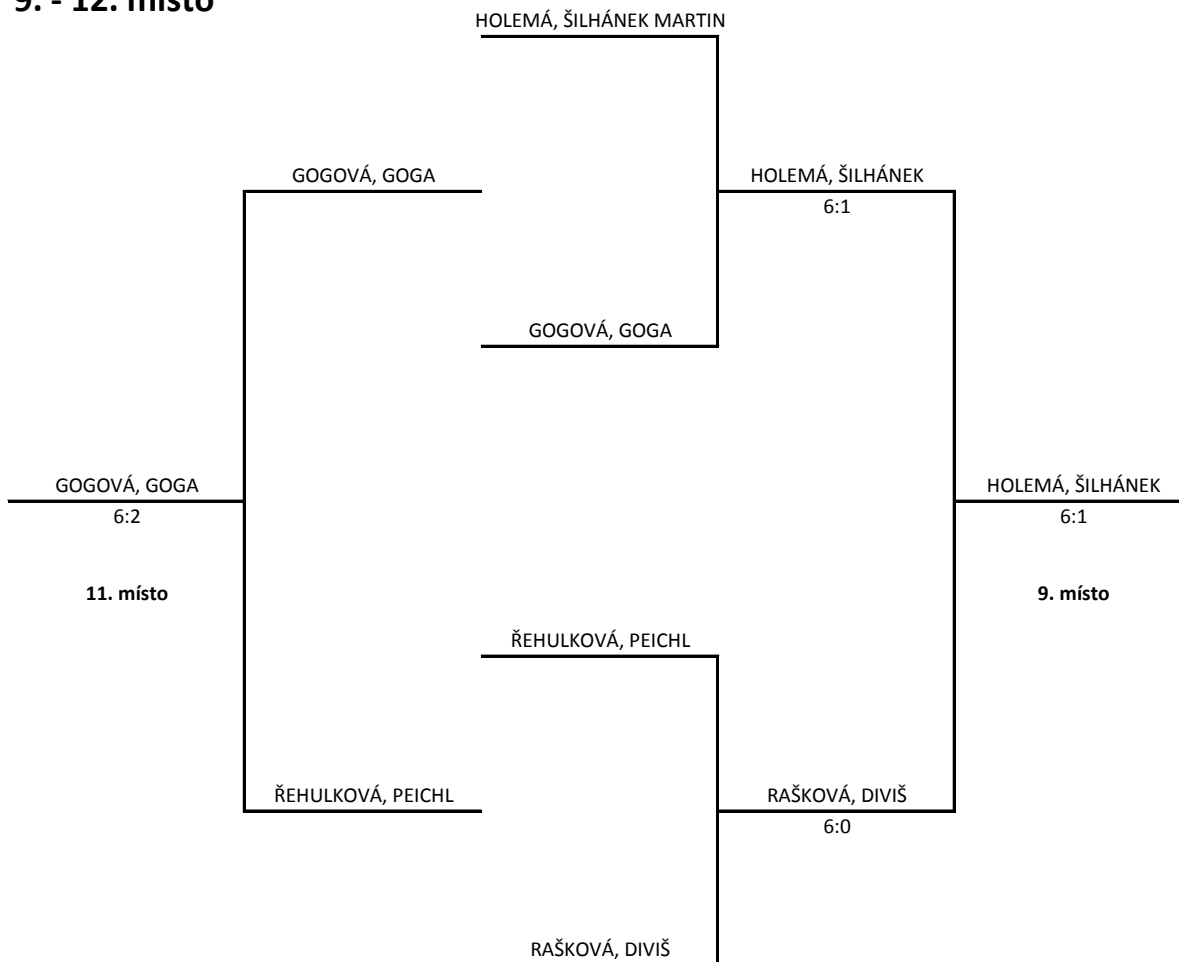 9. - 12. místo
HOLEMÁ, ŠILHÁNEK MARTIN
GOGOVÁ, GOGA
HOLEMÁ, ŠILHÁNEK
6:1
GOGOVÁ, GOGA
GOGOVÁ, GOGA
HOLEMÁ, ŠILHÁNEK
6:2
6:1
11. místo
9. místo
ŘEHULKOVÁ, PEICHL
ŘEHULKOVÁ, PEICHL
RAŠKOVÁ, DIVIŠ
6:0
RAŠKOVÁ, DIVIŠ